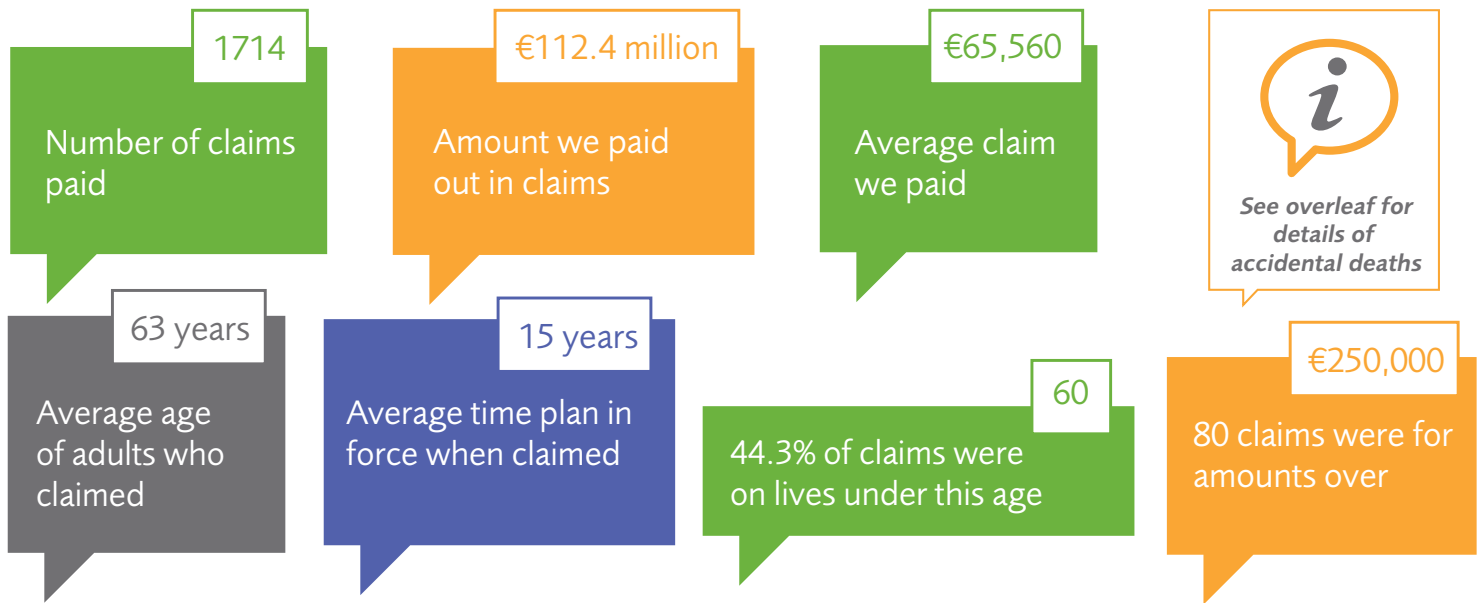 1714
Number of claims
paid
€112.4 million
Amount we paid
out in claims
€65,560
Average claim
we paid
i
See overleaf for
details of
accidental deaths
63 years
Average age
of adults who
claimed
15 years
Average time plan in
force when claimed
60
44.3% of claims were
on lives under this age
€250,000
80 claims were for
amounts over